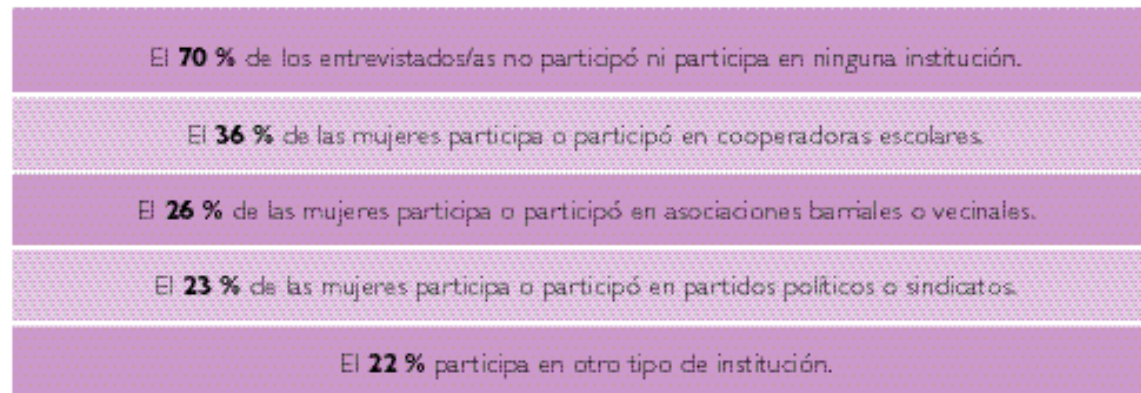 El 70 % de los entrevistados/as no participó ni participa en ninguna institución.
El 36 % de las mujeres participa o participó en cooperadoras escolares.
El 26 % de las mujeres participa o participó en asociaciones barriales o vecinales.
El 23 % de las mujeres participa o participó en partidos políticos o sindicatos.
El 22 % participa en otro tipo de institución.